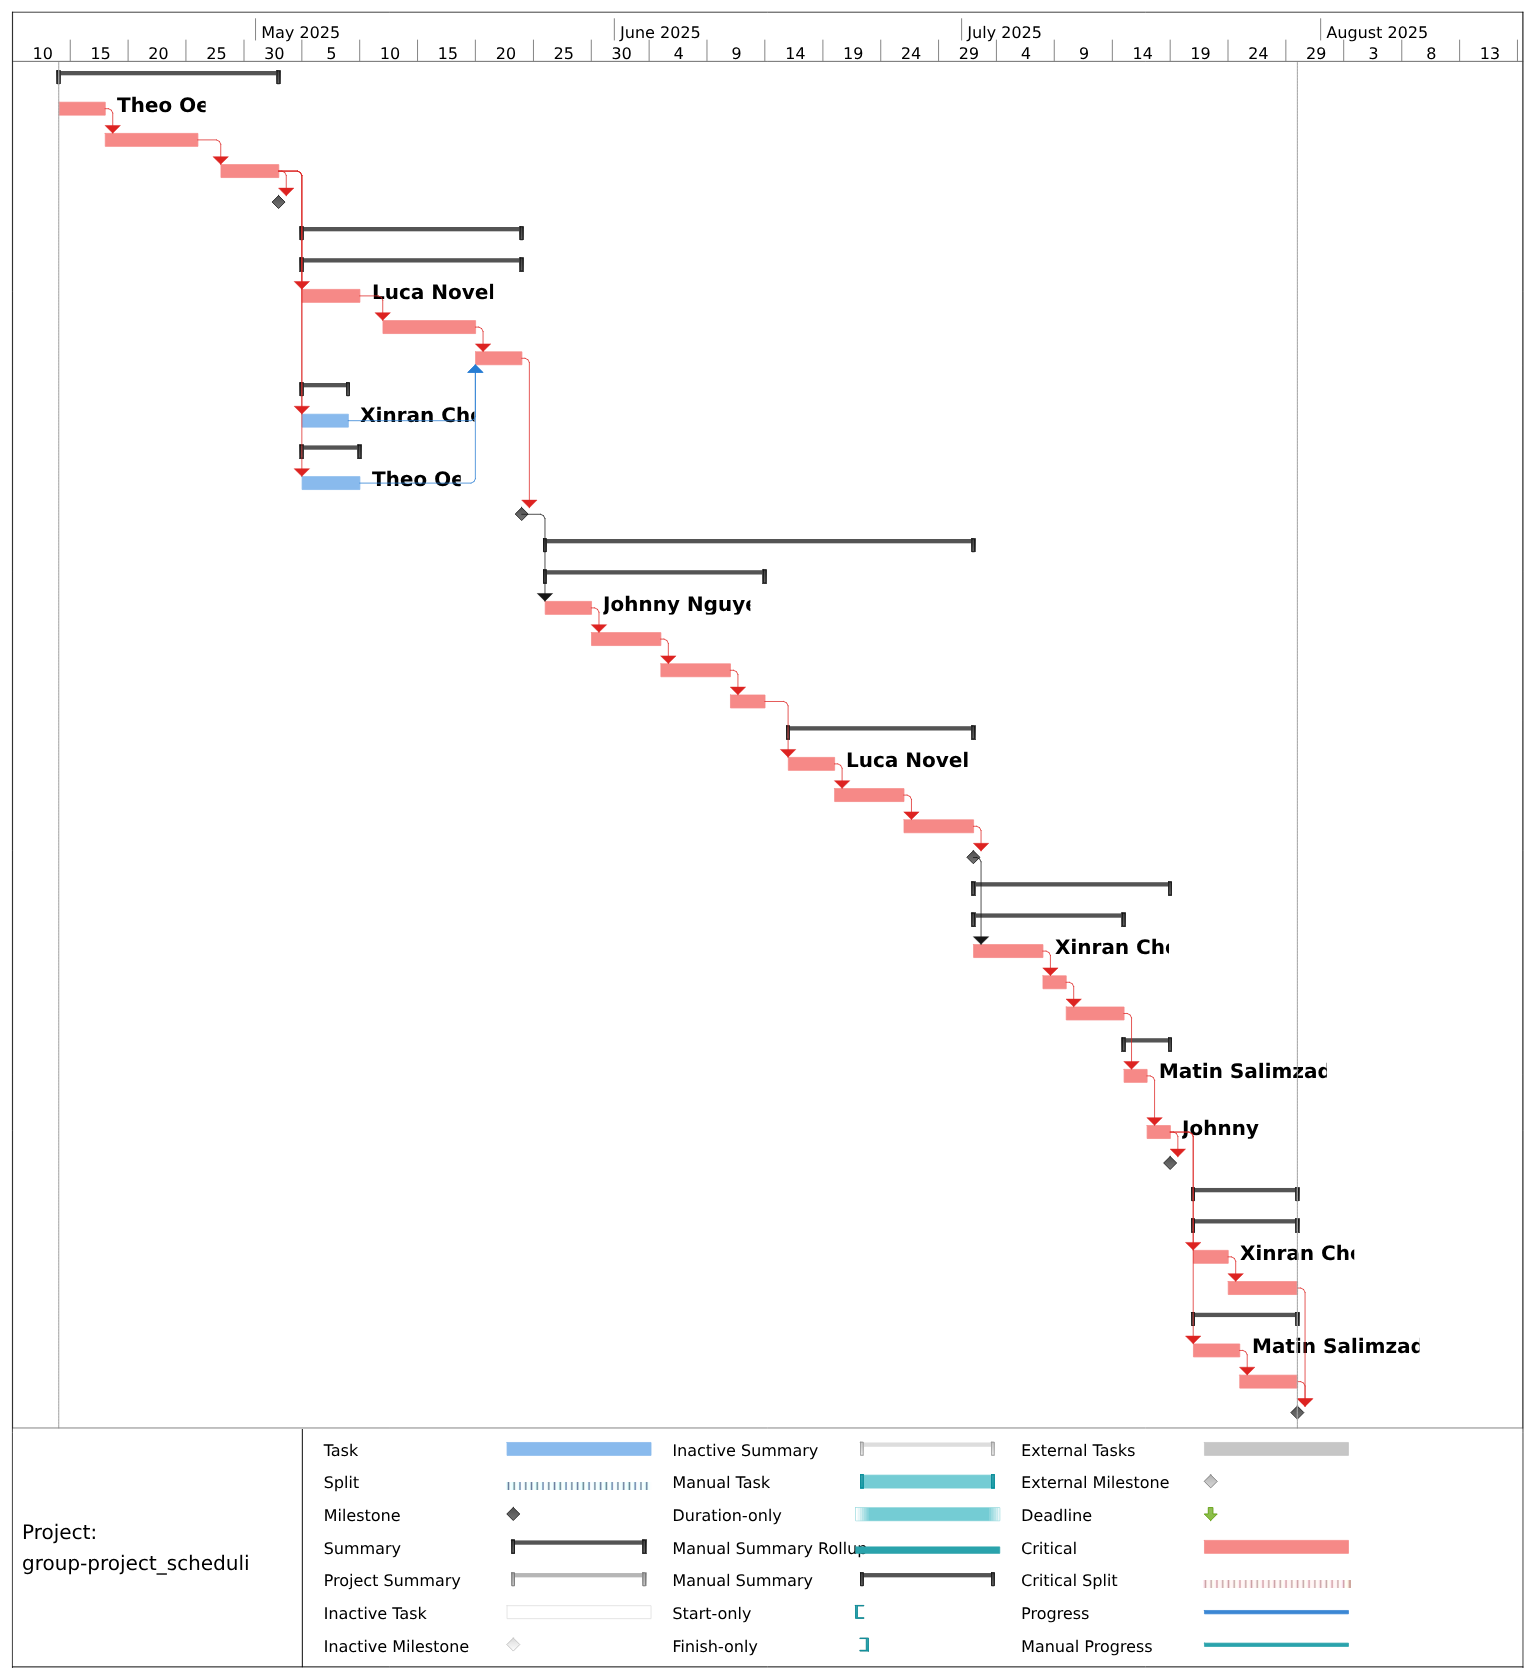 May 2025 June 2025 July 2025 August 2025
10 15 20 25 30 5 10 15 20 25 30 4 9 14 19 24 29 4 9 14 19 24 29 3 8 13
Theo Oe
Luca Novel
Xinran Che
Theo Oe
Johnny Nguye
Luca Novel
Xinran Che
Matin Salimzad
Johnny
Xinran Che
Matin Salimzad
Project:
group-project_scheduli
Task
Split
Milestone
Summary
Project Summary
Inactive Task
Inactive Milestone
Inactive Summary
Manual Task
Duration-only
Manual Summary Rollup
Manual Summary
Start-only
Finish-only
External Tasks
External Milestone
Deadline
Critical
Critical Split
Progress
Manual Progress